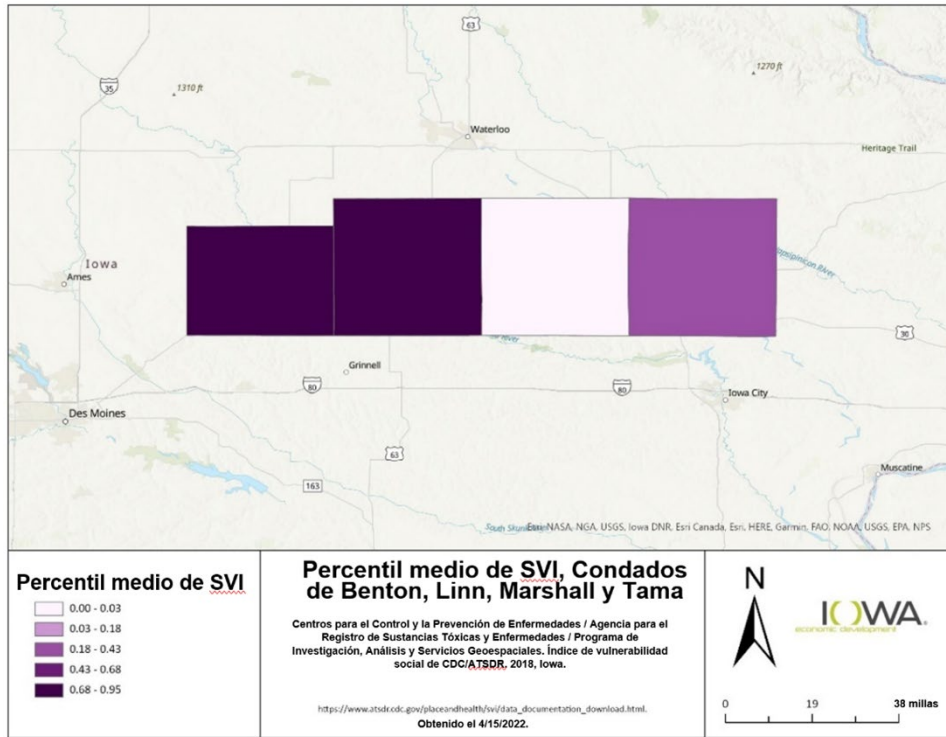 63
35
1310 ft
1270 ft
Waterloo
Heritage Trail
Iowa
Ames
River
30
Grinnell
80
80
Iowa City
Des Moines
63
Muscatine
163
Esri, NASA, NGA, USGS, Iowa DNR, Esri Canada, Esri, HERE, Garmin, FAO, NOAA, USGS, EPA, NPS
Percentil medio de SVI
0.00 - 0.03
0.03 - 0.18
0.18 - 0.43
0.43 - 0.68
0.68 - 0.95
Percentil medio de SVI, Condados
de Benton, Linn, Marshall y Tama
Centros para el Control y la Prevención de Enfermedades / Agencia para el
Registro de Sustancias Tóxicas y Enfermedades / Programa de
Investigación, Análisis y Servicios Geoespaciales. Índice de vulnerabilidad
social de CDC/ATSDR, 2018, Iowa.
https://www.atsdr.cdc.gov/placeandhealth/svi/data_documentation_download.html.
Obtenido el 4/15/2022.
N
IOWA®
economic development
0 19 38 millas